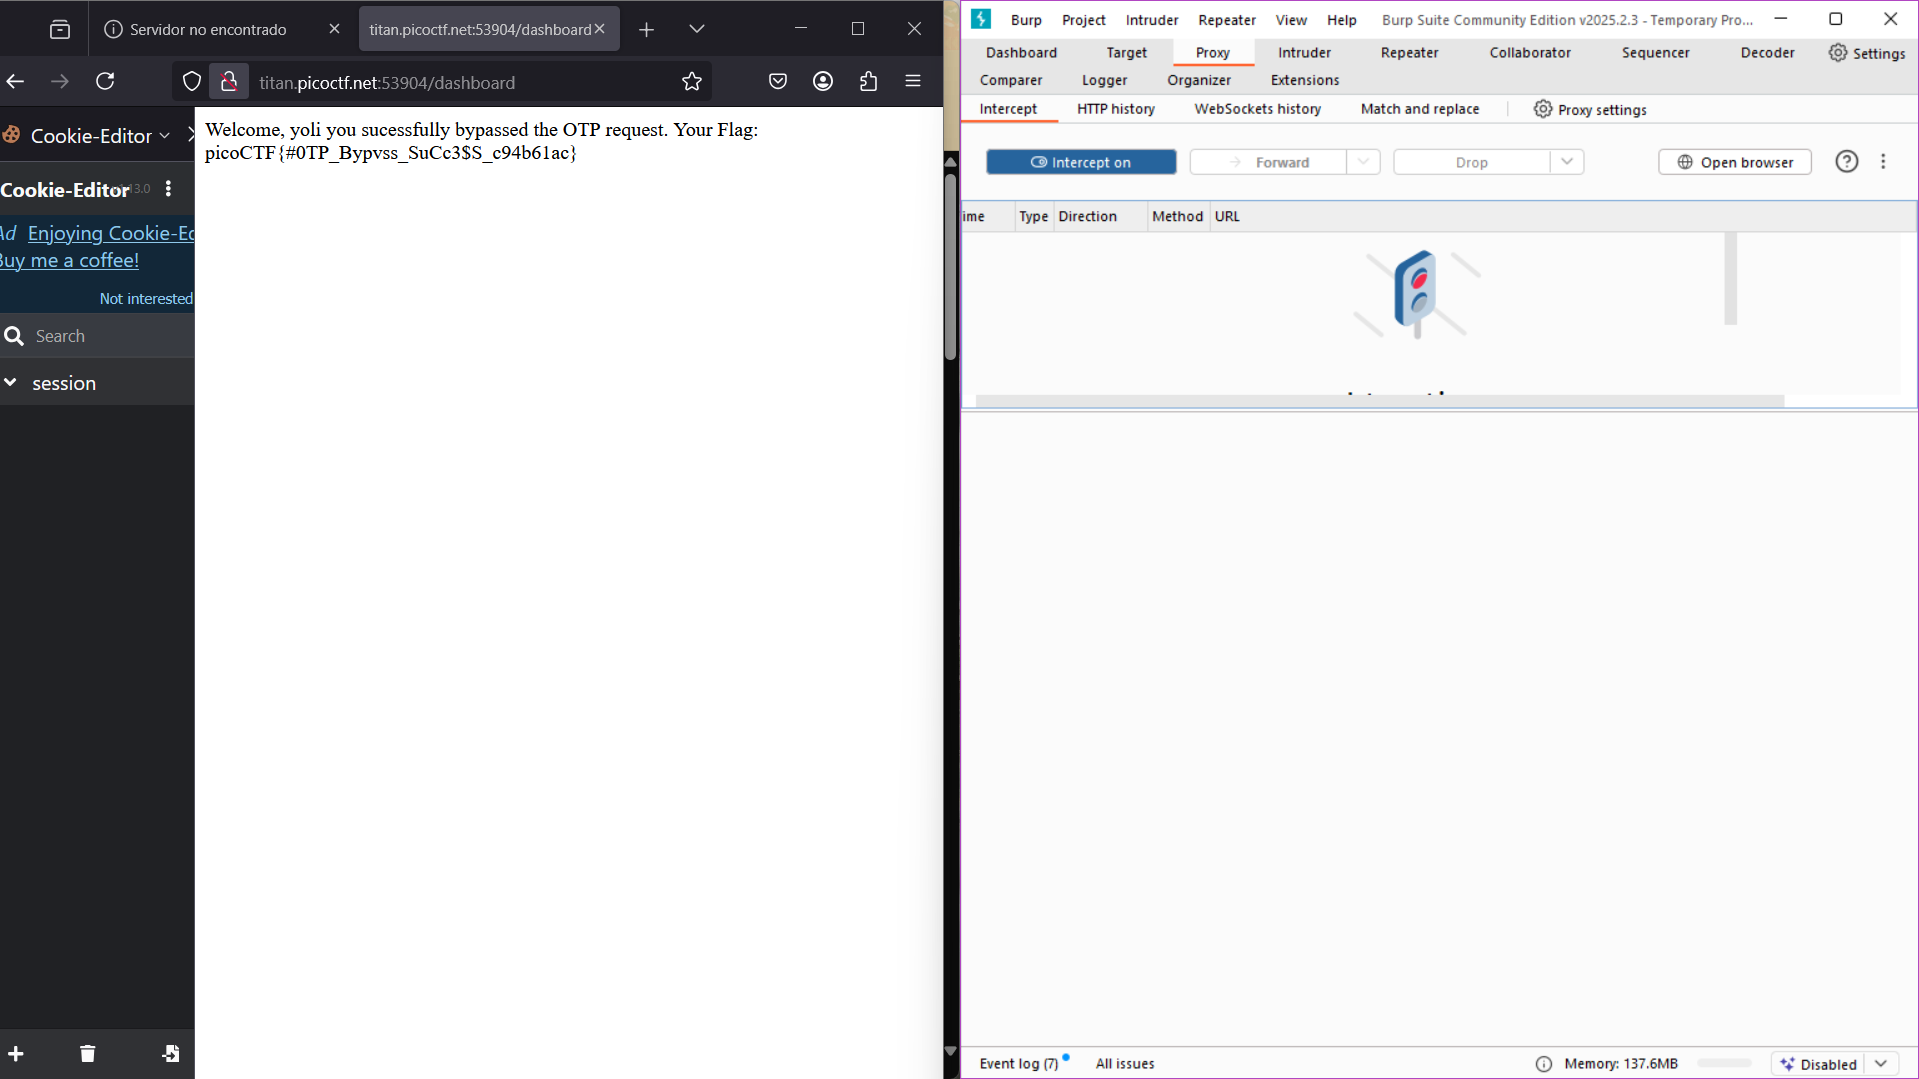 Servidor no encontrado
titan.picoctf.net:53904/dashboard
titan.picoctf.net:53904/dashboard
Cookie-Editor
Cookie-Editor
13.0
Ad Enjoying Cookie-Ec
Buy me a coffee!
Not interested
Search
session
Welcome, yoli you sucessfully bypassed the OTP request. Your Flag:
picoCTF{#0TP_Bypvss_SuCc3$S_c94b61ac}
Burp Project Intruder Repeater View Help Burp Suite Community Edition v2025.2.3 - Temporary Pro...
Dashboard Target Proxy Intruder Repeater Collaborator Sequencer Decoder Settings
Comparer Logger Organizer Extensions
Intercept HTTP history WebSockets history Match and replace Proxy settings
Intercept on Forward Drop Open browser
ime Type Direction Method URL
Event log (7) All issues Memory: 137.6MB Disabled